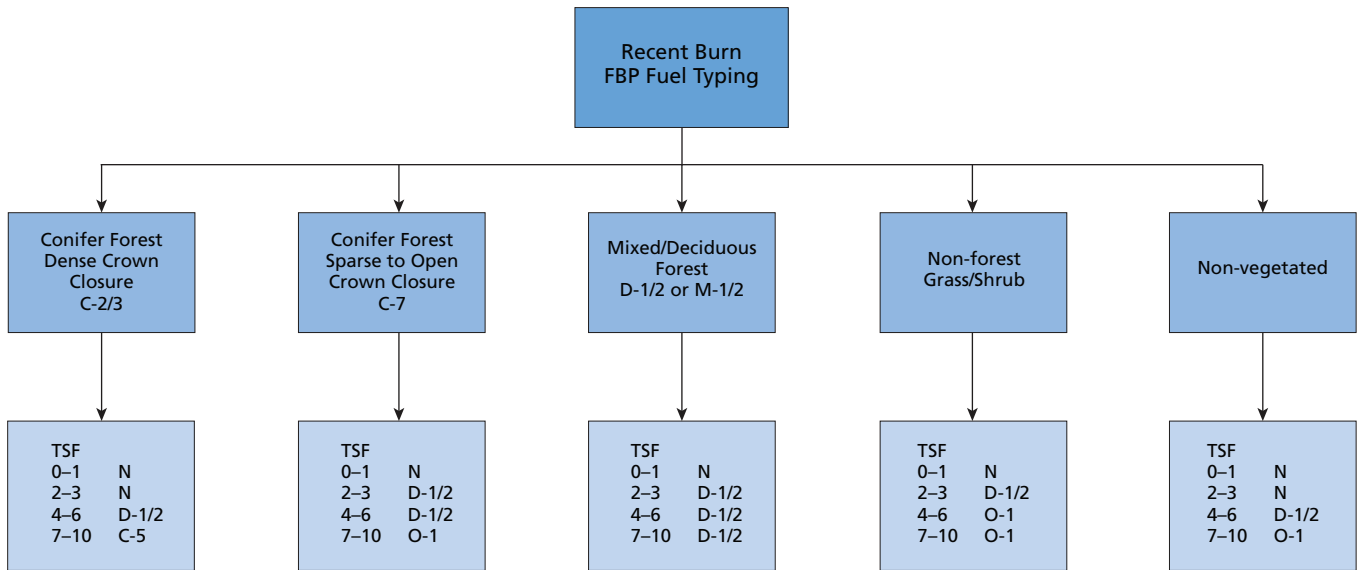 Recent Burn
FBP Fuel Typing
Conifer Forest
Dense Crown
Closure
C-2/3
Conifer Forest
Sparse to Open
Crown Closure
C-7
Mixed/Deciduous
Forest
D-1/2 or M-1/2
Non-forest
Grass/Shrub
Non-vegetated
TSF
0–1 N
2–3 N
4–6 D-1/2
7–10 C-5
TSF
0–1 N
2–3 D-1/2
4–6 D-1/2
7–10 O-1
TSF
0–1 N
2–3 D-1/2
4–6 D-1/2
7–10 D-1/2
TSF
0–1 N
2–3 D-1/2
4–6 O-1
7–10 O-1
TSF
0–1 N
2–3 N
4–6 D-1/2
7–10 O-1